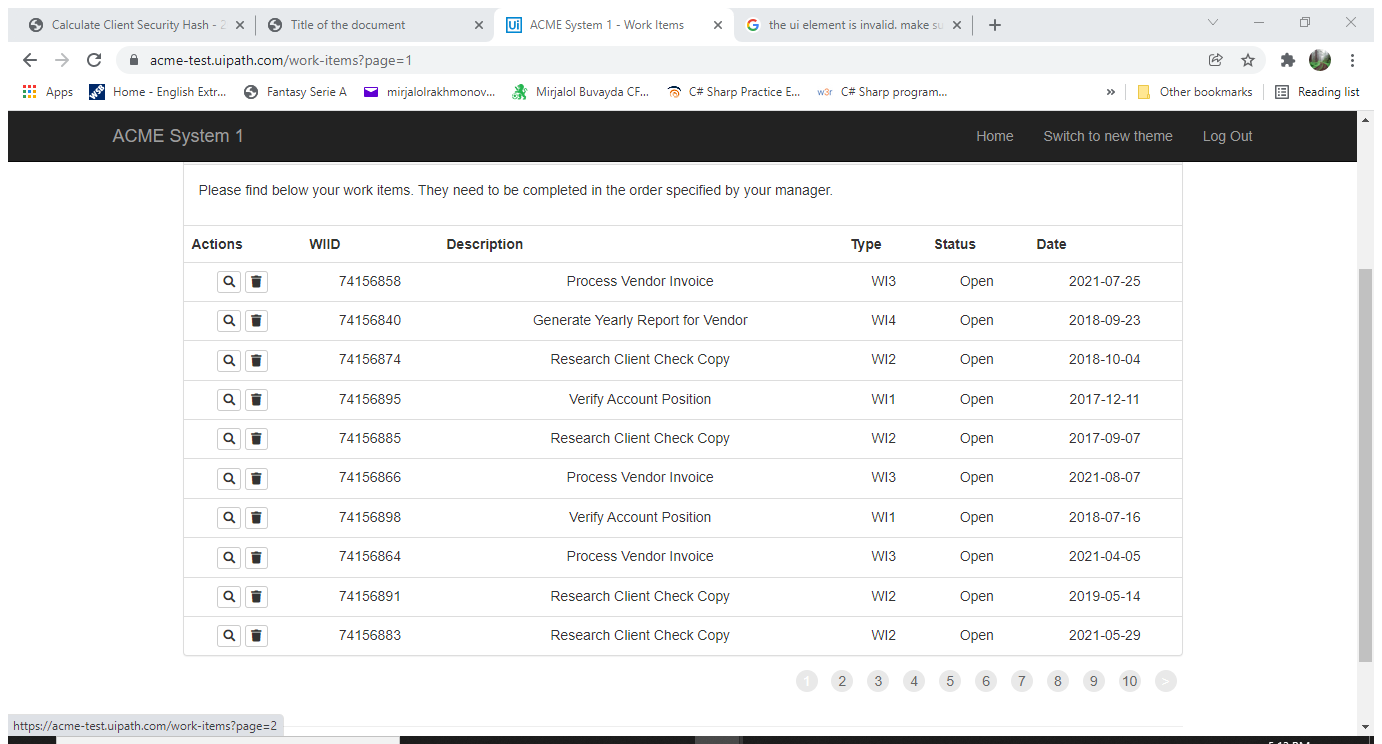 Calculate Client Security Hash - 2
Title of the document
Ui ACME System 1 - Work Items
the ui element is invalid. make su
acme-test.uipath.com/work-items?page=1
Apps
Home - English Extr...
Fantasy Serie A
mirjalolrakhmonov...
Mirjalol Buvayda CF...
C# Sharp Practice E...
w3r C# Sharp program...
»
Other bookmarks
Reading list
ACME System 1 Home Switch to new theme Log Out
Please find below your work items. They need to be completed in the order specified by your manager.
Actions WIID Description Type Status Date
74156858 Process Vendor Invoice WI3 Open 2021-07-25
74156840 Generate Yearly Report for Vendor WI4 Open 2018-09-23
74156874 Research Client Check Copy WI2 Open 2018-10-04
74156895 Verify Account Position WI1 Open 2017-12-11
74156885 Research Client Check Copy WI2 Open 2017-09-07
74156866 Process Vendor Invoice WI3 Open 2021-08-07
74156898 Verify Account Position WI1 Open 2018-07-16
74156864 Process Vendor Invoice WI3 Open 2021-04-05
74156891 Research Client Check Copy WI2 Open 2019-05-14
74156883 Research Client Check Copy WI2 Open 2021-05-29
1 2 3 4 5 6 7 8 9 10 >
https://acme-test.uipath.com/work-items?page=2